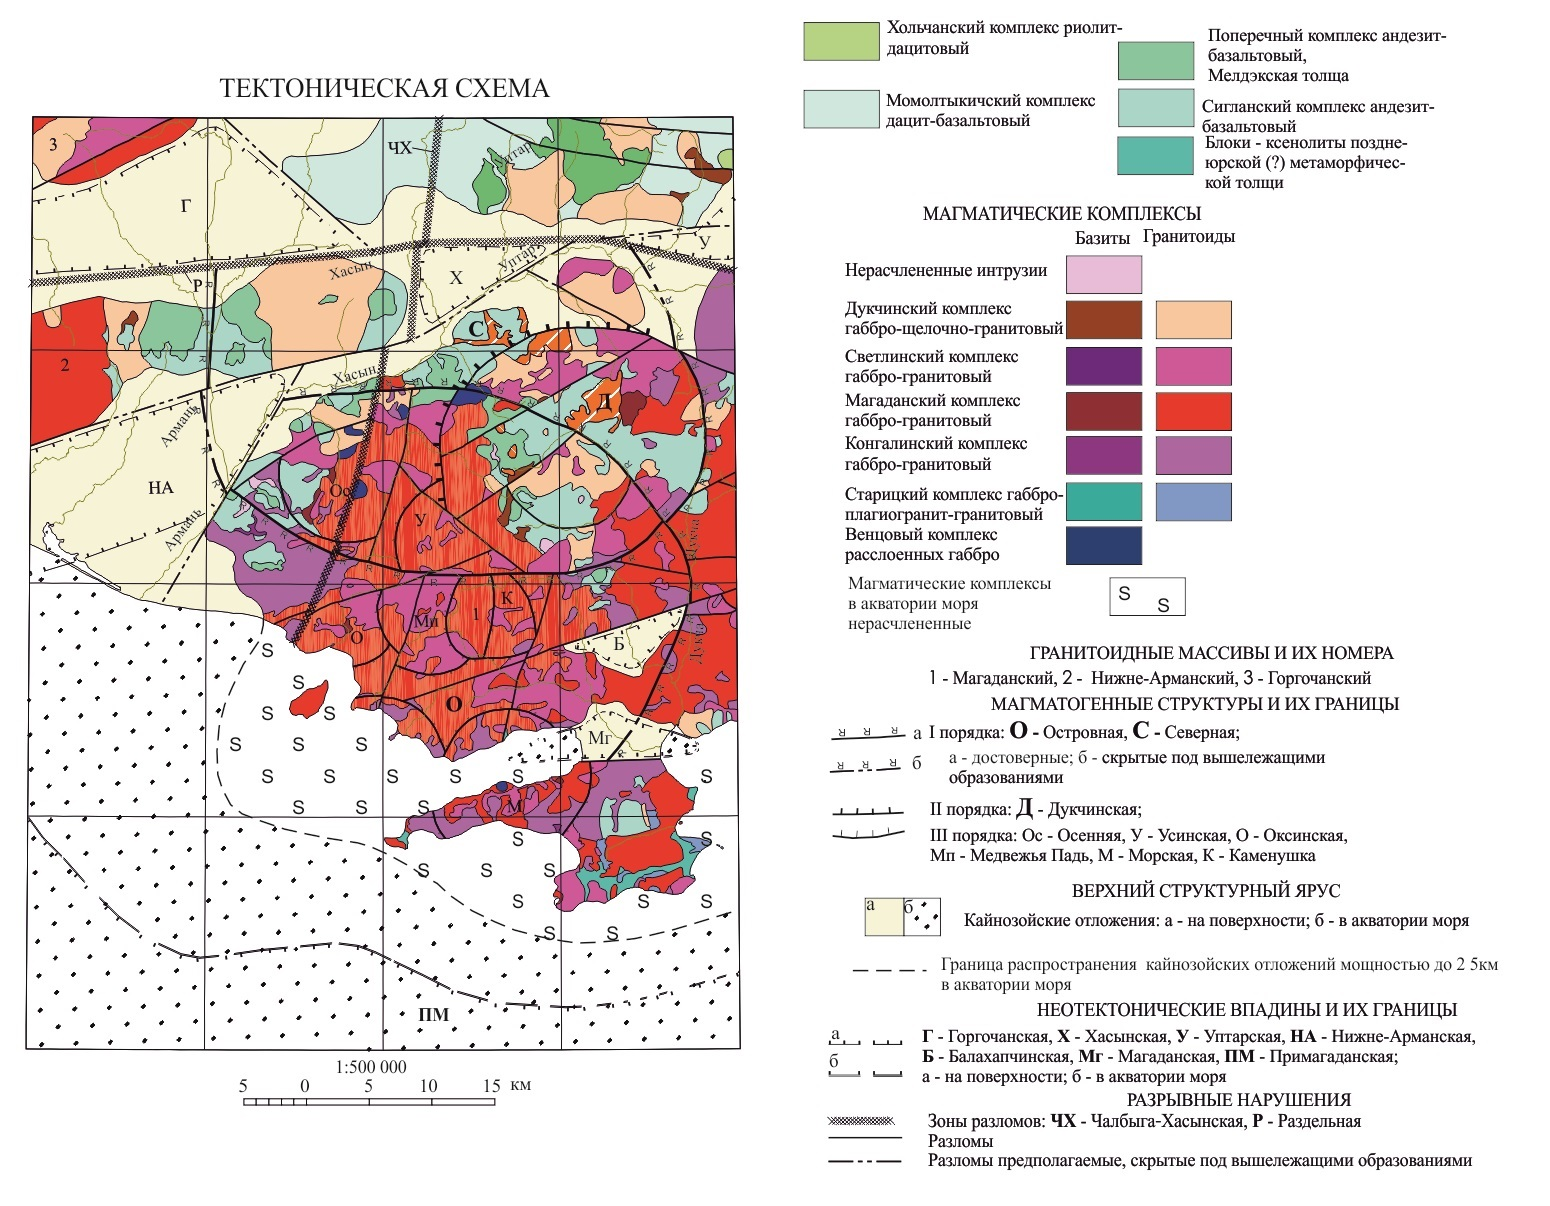 ТЕКТОНИЧЕСКАЯ СХЕМА
3
ЧХ
Уптар
Г
У
Хасын
Уптар
Х
Р
С
2
Хасын
Армань
Д
НА
Ос
У
Армань
Дукча
К
Мп
1
О
Б
Дукча
О
Мг
М
ПМ
S S S S S S S S S S S S S S S S S S S S S S S S S S S
1:500 000
5 0 5 10 15 км
Хольчанский комплекс риолит-
дацитовый
Момолтыкичский комплекс
дацит-базальтовый
Поперечный комплекс андезит-
базальтовый,
Мелдэкская толща
Сигланский комплекс андезит-
базальтовый
Блоки - ксенолиты поздне-
юрской (?) метаморфичес-
кой толщи
МАГМАТИЧЕСКИЕ КОМПЛЕКСЫ
Базиты Гранитоиды
Нерасчлененные интрузии
Дукчинский комплекс
габбро-щелочно-гранитовый
Светлинский комплекс
габбро-гранитовый
Магаданский комплекс
габбро-гранитовый
Конгалинский комплекс
габбро-гранитовый
Старицкий комплекс габбро-
плагиогранит-гранитовый
Венцовый комплекс
расслоенных габбро
Магматические комплексы
в акватории моря
нерасчлененные
S S
ГРАНИТОИДНЫЕ МАССИВЫ И ИХ НОМЕРА
1 - Магаданский, 2 - Нижне-Арманский, 3 - Горгочанский
МАГМАТОГЕННЫЕ СТРУКТУРЫ И ИХ ГРАНИЦЫ
а I порядка: О - Островная, С - Северная;
б а - достоверные; б - скрытые под вышележащими
образованиями
II порядка: Д - Дукчинская;
III порядка: Ос - Осенняя, У - Усинская, О - Оксинская,
Мп - Медвежья Падь, М - Морская, К - Каменушка
ВЕРХНИЙ СТРУКТУРНЫЙ ЯРУС
а б
Кайнозойские отложения: а - на поверхности; б - в акватории моря
Граница распространения кайнозойских отложений мощностью до 2 5км
в акватории моря
НЕОТЕКТОНИЧЕСКИЕ ВПАДИНЫ И ИХ ГРАНИЦЫ
а Г - Горгочанская, Х - Хасынская, У - Уптарская, НА - Нижне-Арманская,
б Б - Балахапчинская, Мг - Магаданская, ПМ - Примагаданская;
а - на поверхности; б - в акватории моря
РАЗРЫВНЫЕ НАРУШЕНИЯ
Зоны разломов: ЧХ - Чалбыга-Хасынская, Р - Раздельная
Разломы
Разломы предполагаемые, скрытые под вышележащими образованиями